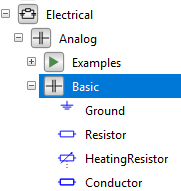 Electrical
Analog
Examples
Basic
Ground
Resistor
HeatingResistor
Conductor